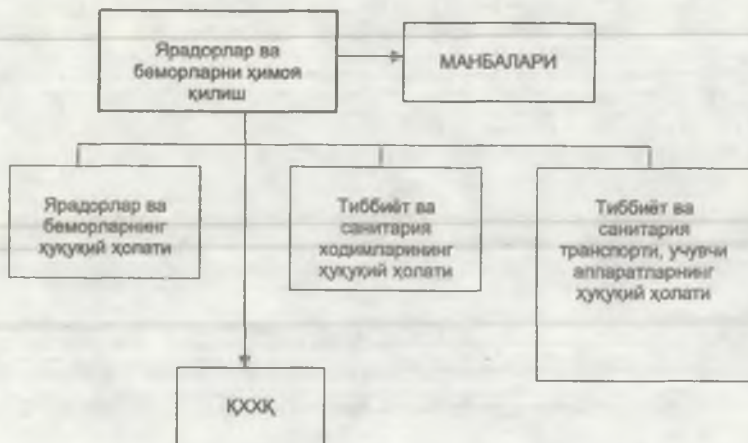 Ярадорлар ва
беморларни ҳимоя
қилиш
МАНБАЛАРИ
Ярадорлар ва
беморларнинг
ҳуқуқий ҳолати
Тиббиёт ва
санитария
ходимларининг
ҳуқуқий ҳолати
Тиббиёт ва
санитария
транспорти, учувчи
аппаратларнинг
ҳуқуқий ҳолати
ҚХХҚ